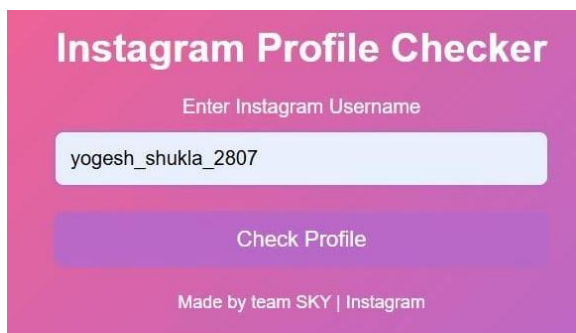 Instagram Profile Checker
Enter Instagram Username
yogesh_shukla_2807
Check Profile
Made by team SKY | Instagram